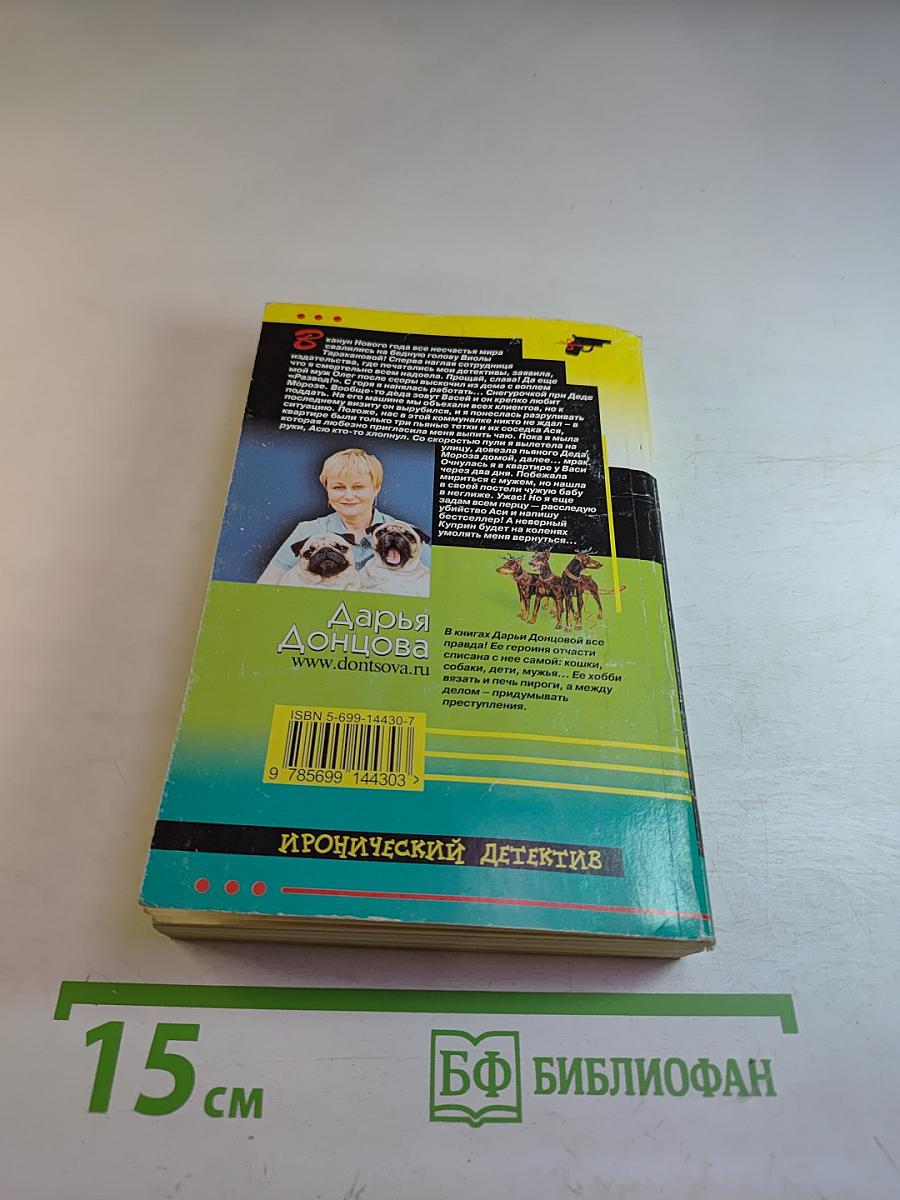 В канун Нового года все несчастья мира
свалились на бедную голову Виолы
Таракановой! Сперва наглая сотрудница
издательства, где печатались мои детективы, заявила,
что я смертельно всем надоела. Прощай, слава! Да еще
мой муж Олег после ссоры выскочил из дома с воплем
«Развод!». С горя я нанялась работать... Снегурочкой при Деде
Морозе. Вообще-то деда зовут Васей и он крепко любит
поддать. На его машине мы объехали всех клиентов, но к
последнему визиту он вырубился, и я понеслась разруливать
ситуацию. Похоже, нас в этой коммуналке никто не ждал – в
квартире были только три пьяные тетки и их соседка Ася,
которая любезно пригласила меня выпить чаю. Пока я мыла
руки, Асю кто-то хлопнул. Со скоростью пули я вылетела на
улицу, довезла пьяного Деда
Мороза домой, далее... мрак.
Очнулась я в квартире у Васи
через два дня. Побежала
мириться с мужем, но нашла
в своей постели чужую бабу
в неглиже. Ужас! Но я еще
задам всем перцу – расследую
убийство Аси и напишу
бестселлер! А неверный
Куприн будет на коленях
умолять меня вернуться...
Дарья
Донцова
www.dontsova.ru
В книгах Дарьи Донцовой все
правда! Ее героиня отчасти
списана с нее самой: кошки,
собаки, дети, мужья... Ее хобби
вязать и печь пироги, а между
делом – придумывать
преступления.
ISBN 5-699-14430-7
9 785699 144303 >
ИРОНИЧЕСКИЙ ДЕТЕКТИВ
15 см
БФ БИБЛИОФАН